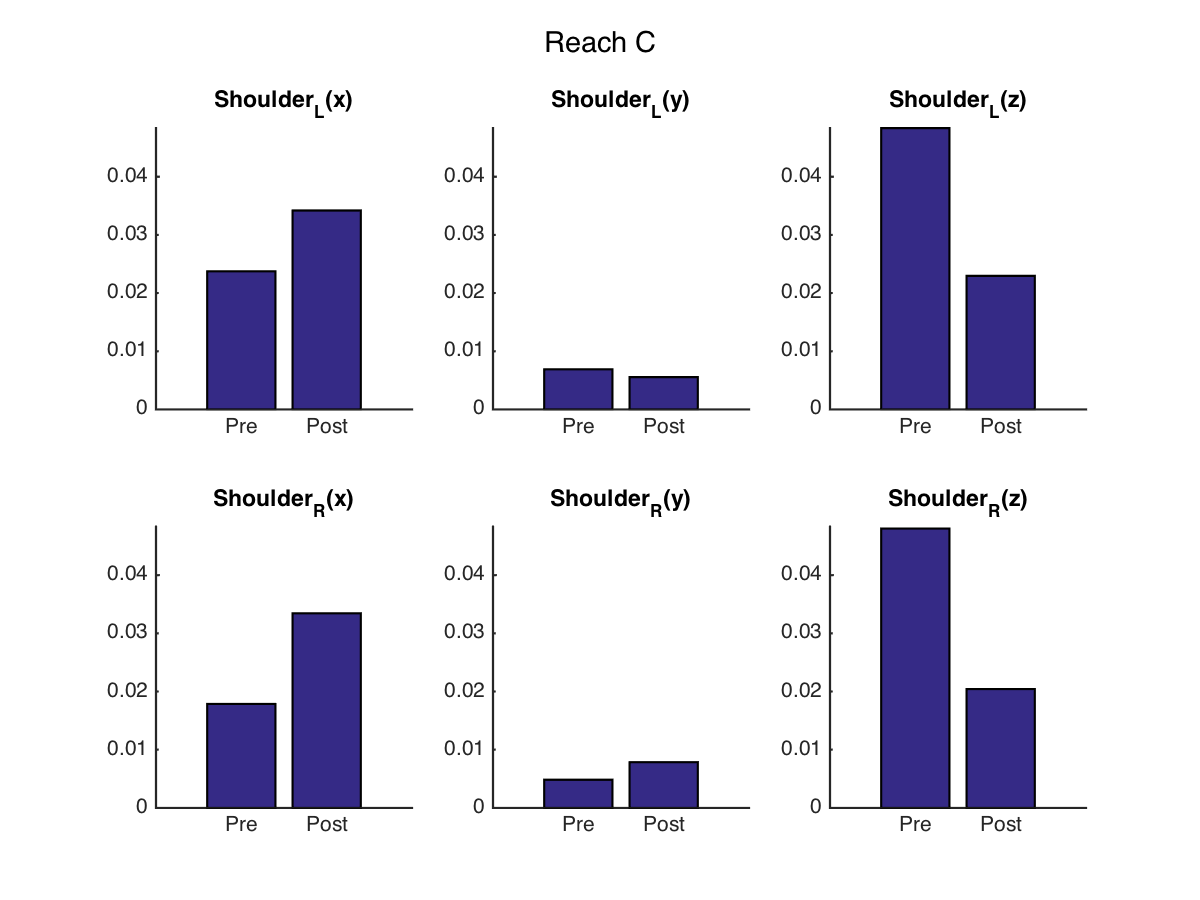 Reach C
Shoulder_L(x) Shoulder_L(y) Shoulder_L(z)
0.04 0.04 0.04
0.03 0.03 0.03
0.02 0.02 0.02
0.01 0.01 0.01
0 0 0
Pre Post Pre Post Pre Post
Shoulder_R(x) Shoulder_R(y) Shoulder_R(z)
0.04 0.04 0.04
0.03 0.03 0.03
0.02 0.02 0.02
0.01 0.01 0.01
0 0 0
Pre Post Pre Post Pre Post